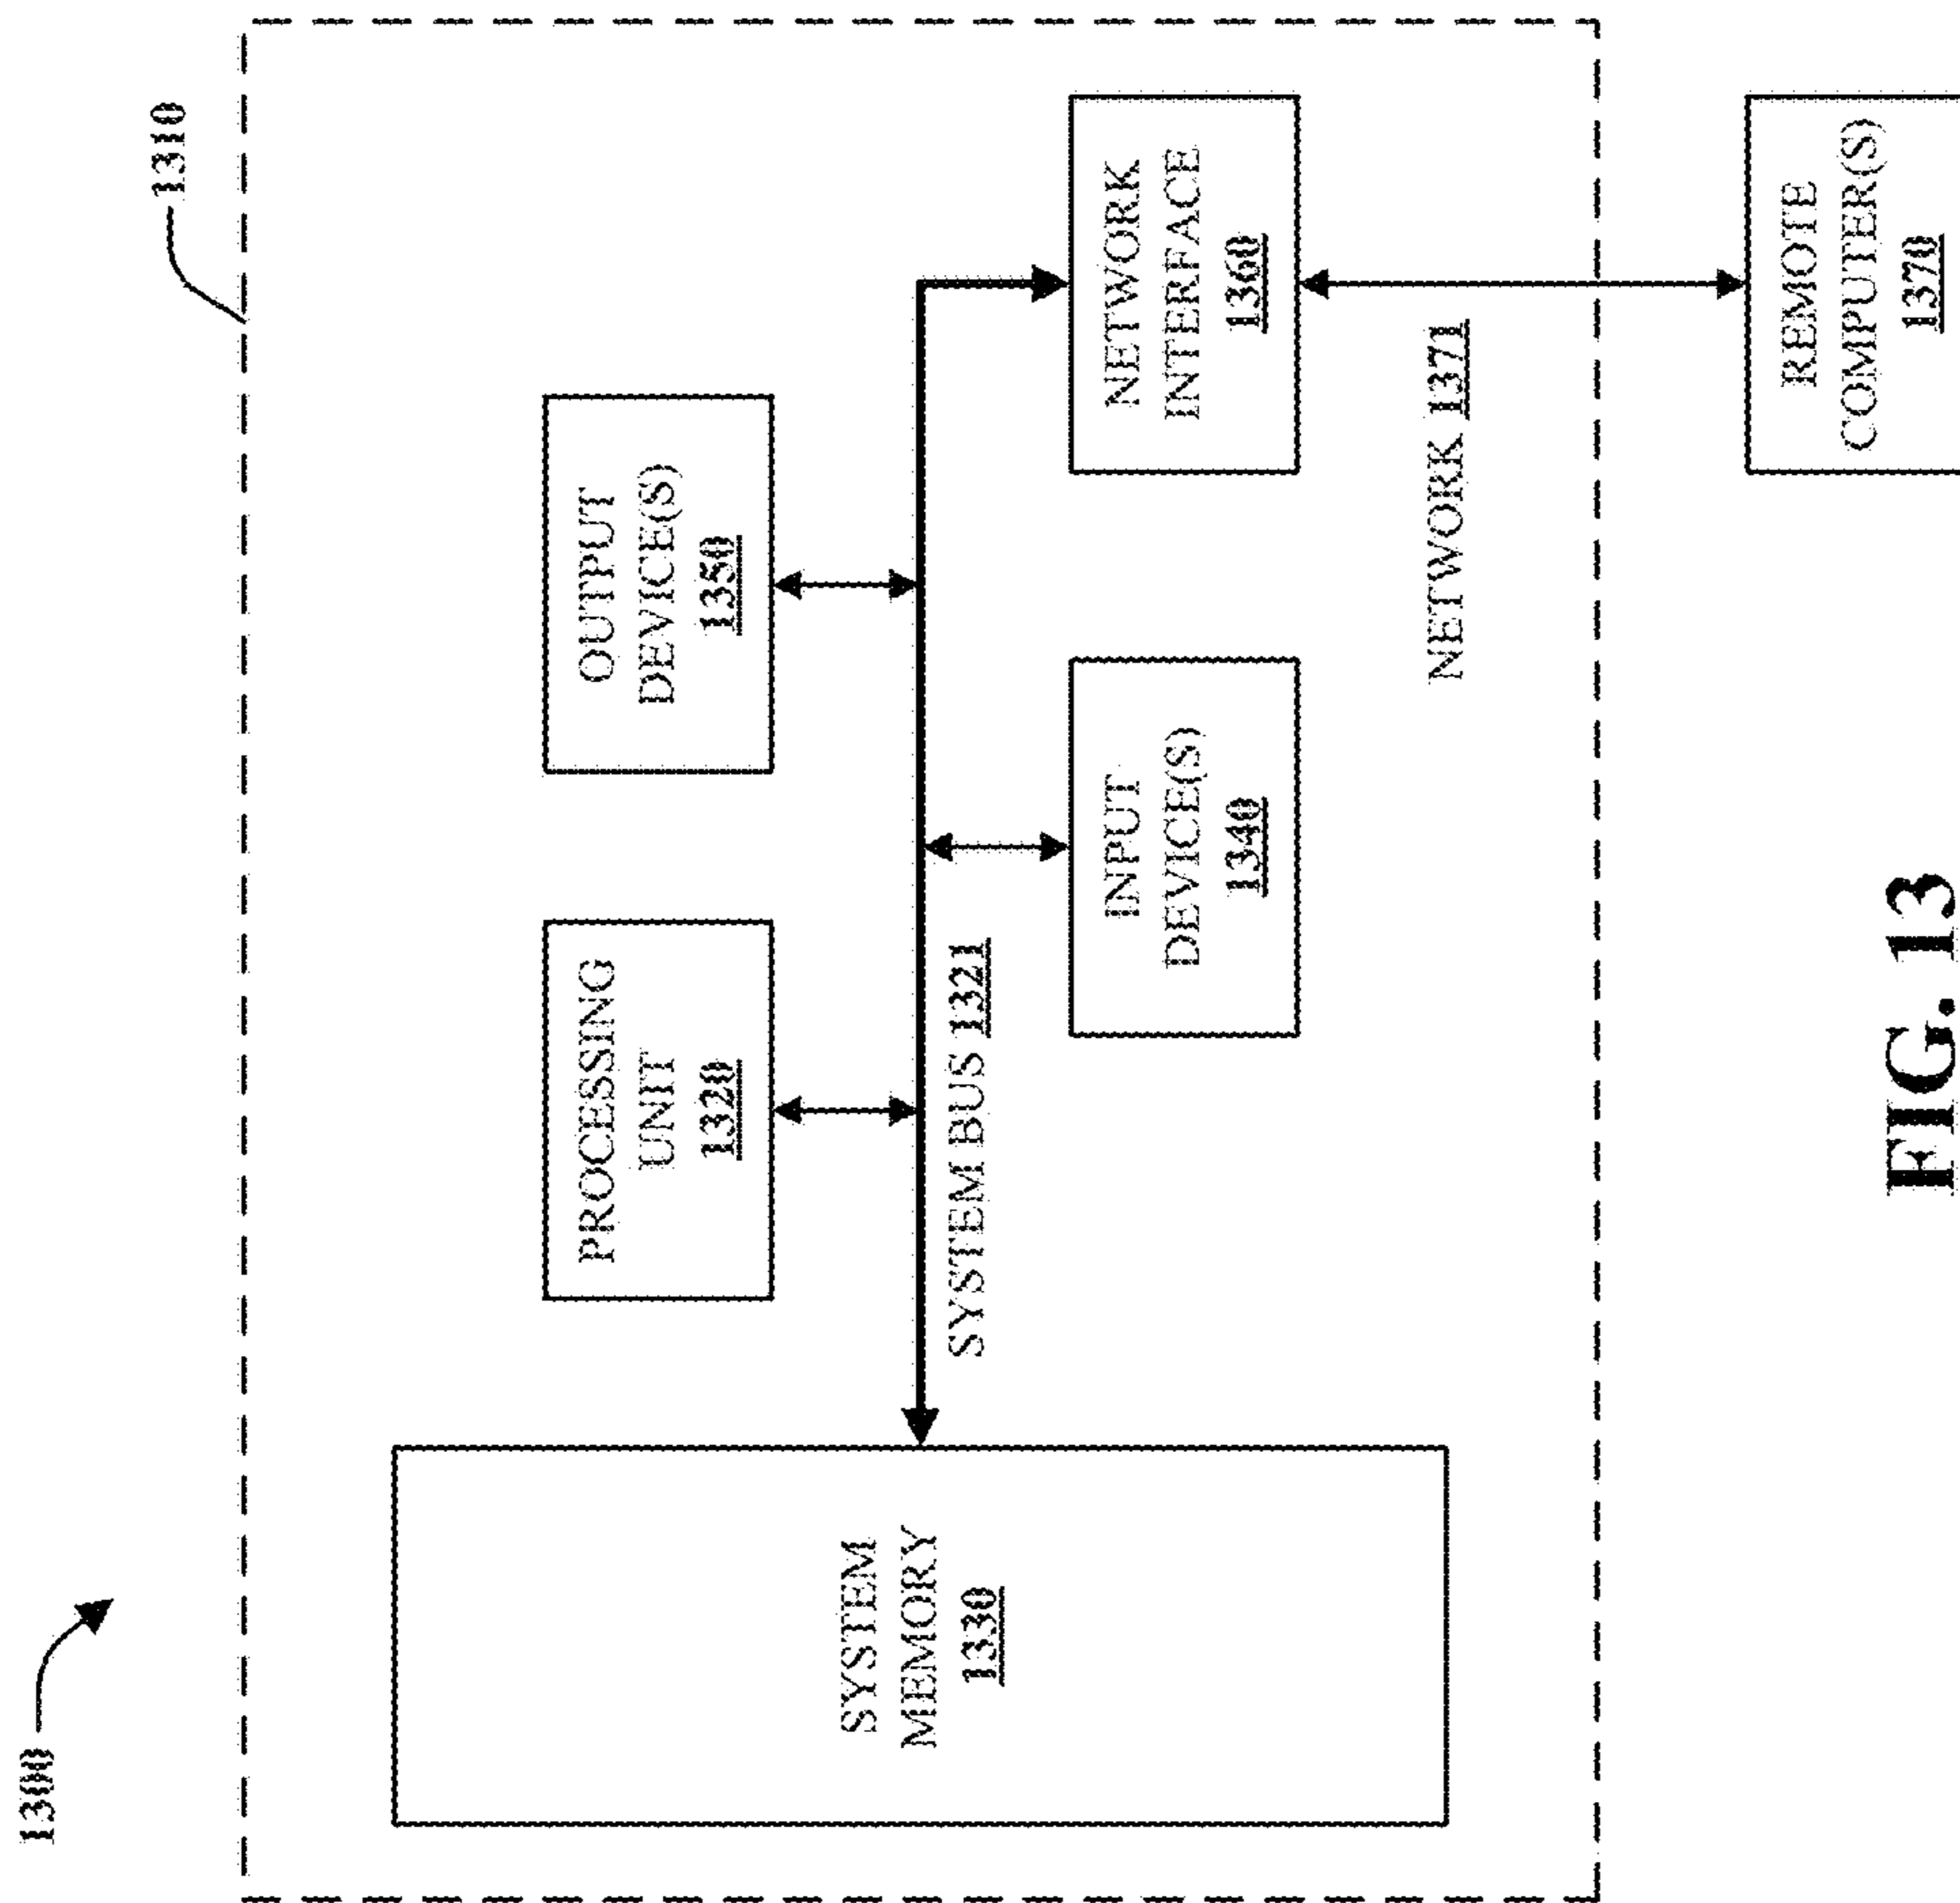 1300
1310
SYSTEM
MEMORY
1330
PROCESSING
UNIT
1320
OUTPUT
DEVICE(S)
1350
SYSTEM BUS 1321
INPUT
DEVICE(S)
1340
NETWORK
INTERFACE
1360
NETWORK 1371
REMOTE
COMPUTER(S)
1370
FIG. 13